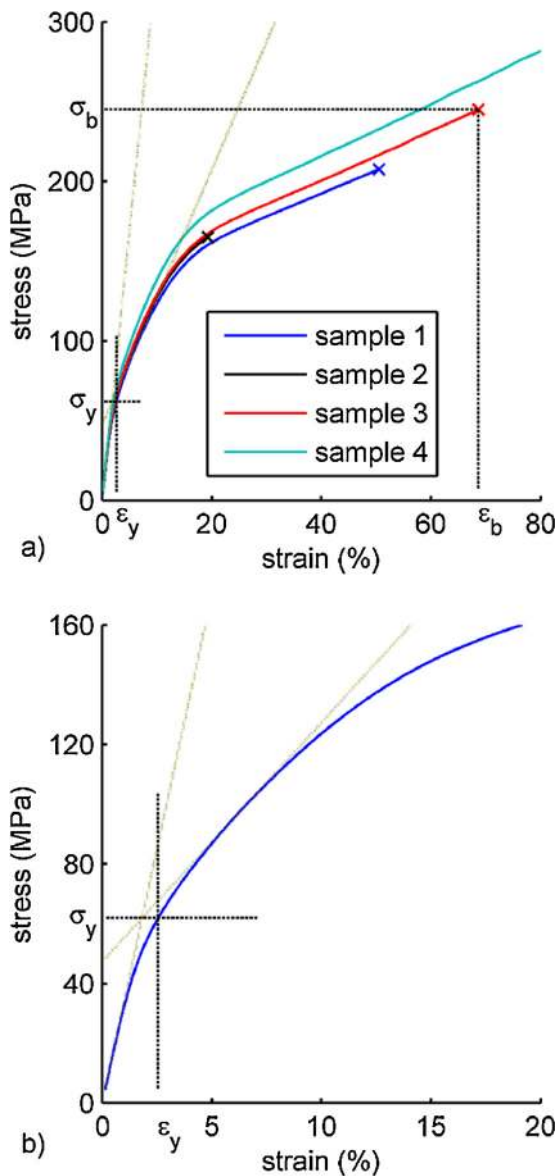 300
σb
200
stress (MPa)
100
σy
0
sample 1
sample 2
sample 3
sample 4
0 εy 20 40 60 εb 80
a) strain (%)
160
120
stress (MPa)
80
σy
40
0
0 εy 5 10 15 20
b) strain (%)